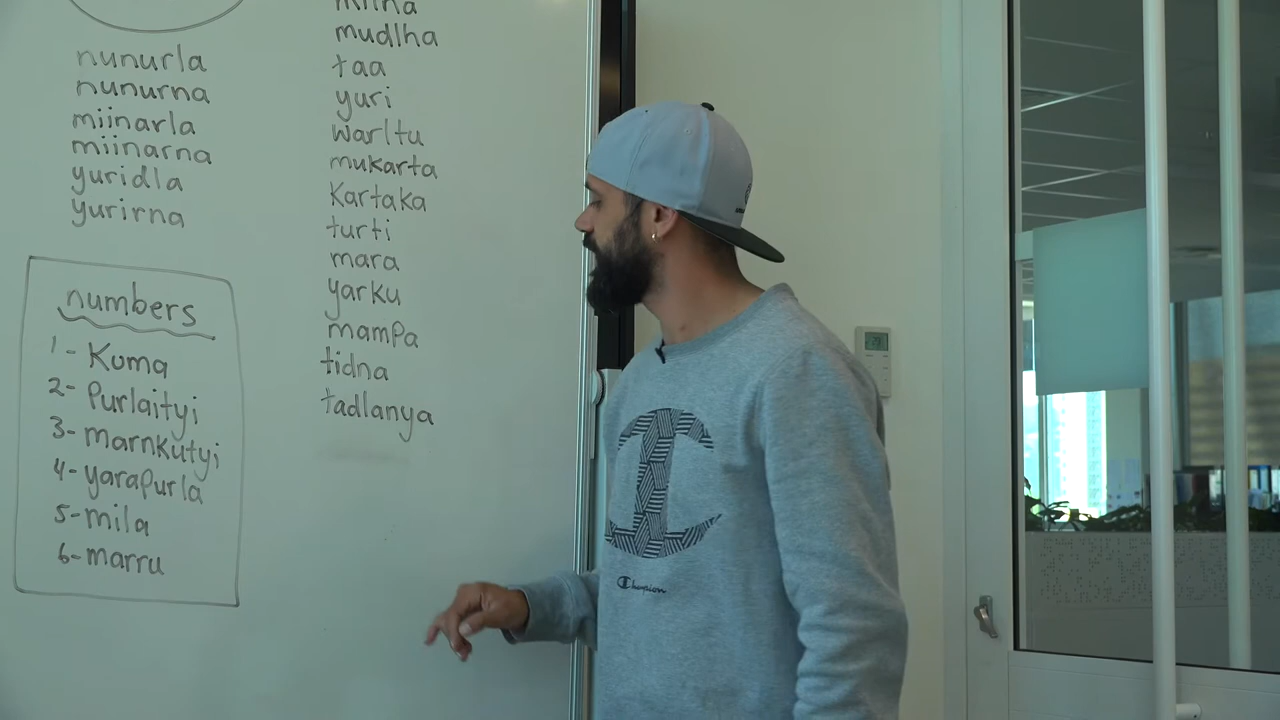 nunurla
nunurna
miinarla
miinarna
yuridla
yurirna
numbers
1- Kuma
2- Purlaityi
3- marnkutyi
4- yarapurla
5- mila
6- marru
mudlha
taa
yuri
warltu
mukarta
Kartaka
turti
mara
yarku
mampa
tidna
tadlanya
Champion